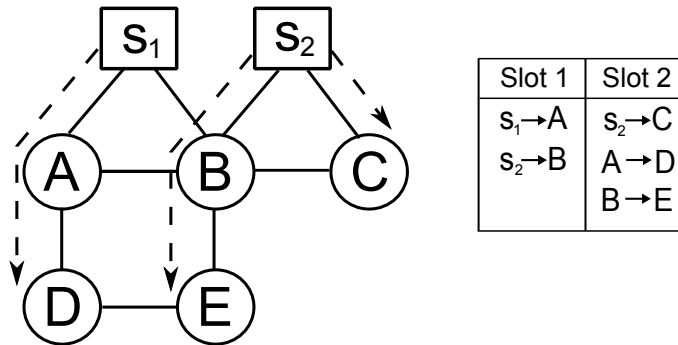 s₁ s₂
A B C
D E
Slot 1 Slot 2
s₁→A s₂→C
s₂→B A→D
B→E